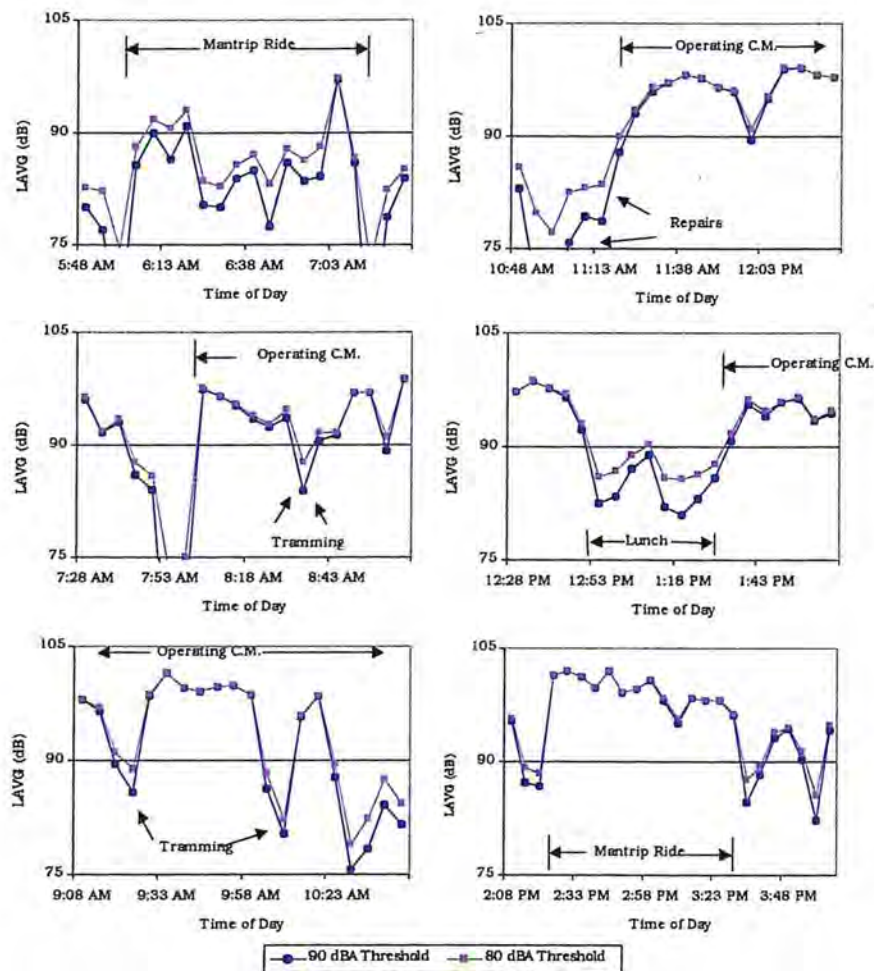 105
Mantrip Ride
90
75
LAVG (dB)
5:48 AM 6:13 AM 6:38 AM 7:03 AM
Time of Day
105
Operating C.M.
90
Repairs
75
LAVG (dB)
10:48 AM 11:13 AM 11:38 AM 12:03 PM
Time of Day
105
Operating C.M.
90
Tramming
75
LAVG (dB)
7:28 AM 7:53 AM 8:18 AM 8:43 AM
Time of Day
105
Operating C.M.
90
Lunch
75
LAVG (dB)
12:28 PM 12:53 PM 1:18 PM 1:43 PM
Time of Day
105
Operating C.M.
90
Tramming
75
LAVG (dB)
9:08 AM 9:33 AM 9:58 AM 10:23 AM
Time of Day
105
90
Mantrip Ride
75
LAVG (dB)
2:08 PM 2:33 PM 2:58 PM 3:23 PM 3:48 PM
Time of Day
90 dBA Threshold 80 dBA Threshold